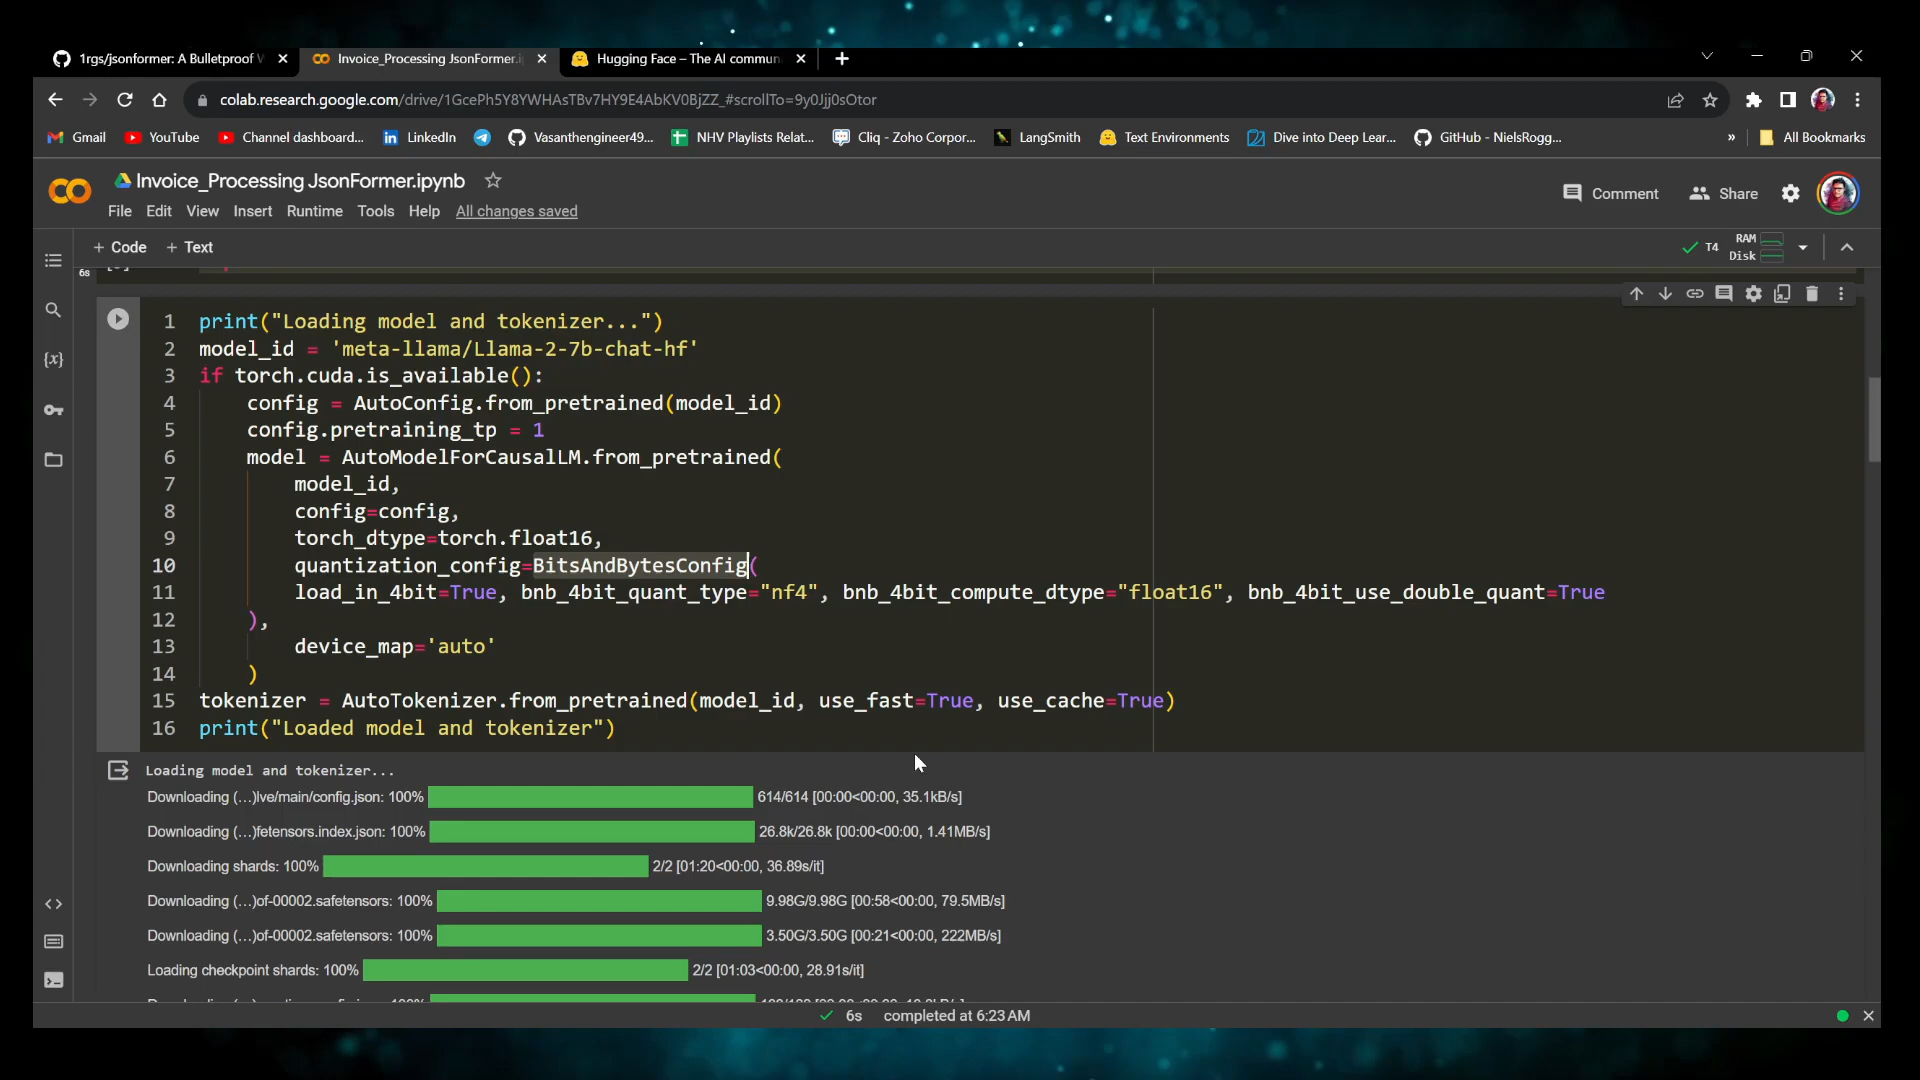 1rgs/jsonformer: A Bulletproof W
Invoice_Processing JsonFormer.i
Hugging Face – The AI commun
colab.research.google.com/drive/1GcePh5Y8YWHAsTBv7HY9E4AbKV0BjZZ_#scrollTo=9y0Jjj0sOtor
Gmail YouTube Channel dashboard... LinkedIn Vasanthengineer49... NHV Playlists Relat... Cliq - Zoho Corpor... LangSmith Text Environments Dive into Deep Lear... GitHub - NielsRogg... » All Bookmarks
CO Invoice_Processing JsonFormer.ipynb
Comment Share
File Edit View Insert Runtime Tools Help All changes saved
+ Code + Text
T4 RAM
Disk
6s
{x}
1 print("Loading model and tokenizer...")
2 model_id = 'meta-llama/Llama-2-7b-chat-hf'
3 if torch.cuda.is_available():
4 config = AutoConfig.from_pretrained(model_id)
5 config.pretraining_tp = 1
6 model = AutoModelForCausalLM.from_pretrained(
7 model_id,
8 config=config,
9 torch_dtype=torch.float16,
10 quantization_config=BitsAndBytesConfig(
11 load_in_4bit=True, bnb_4bit_quant_type="nf4", bnb_4bit_compute_dtype="float16", bnb_4bit_use_double_quant=True
12 ),
13 device_map='auto'
14 )
15 tokenizer = AutoTokenizer.from_pretrained(model_id, use_fast=True, use_cache=True)
16 print("Loaded model and tokenizer")
Loading model and tokenizer...
Downloading (…)lve/main/config.json: 100% 614/614 [00:00<00:00, 35.1kB/s]
Downloading (…)fetensors.index.json: 100% 26.8k/26.8k [00:00<00:00, 1.41MB/s]
Downloading shards: 100% 2/2 [01:20<00:00, 36.89s/it]
Downloading (…)of-00002.safetensors: 100% 9.98G/9.98G [00:58<00:00, 79.5MB/s]
Downloading (…)of-00002.safetensors: 100% 3.50G/3.50G [00:21<00:00, 222MB/s]
Loading checkpoint shards: 100% 2/2 [01:03<00:00, 28.91s/it]
6s completed at 6:23 AM